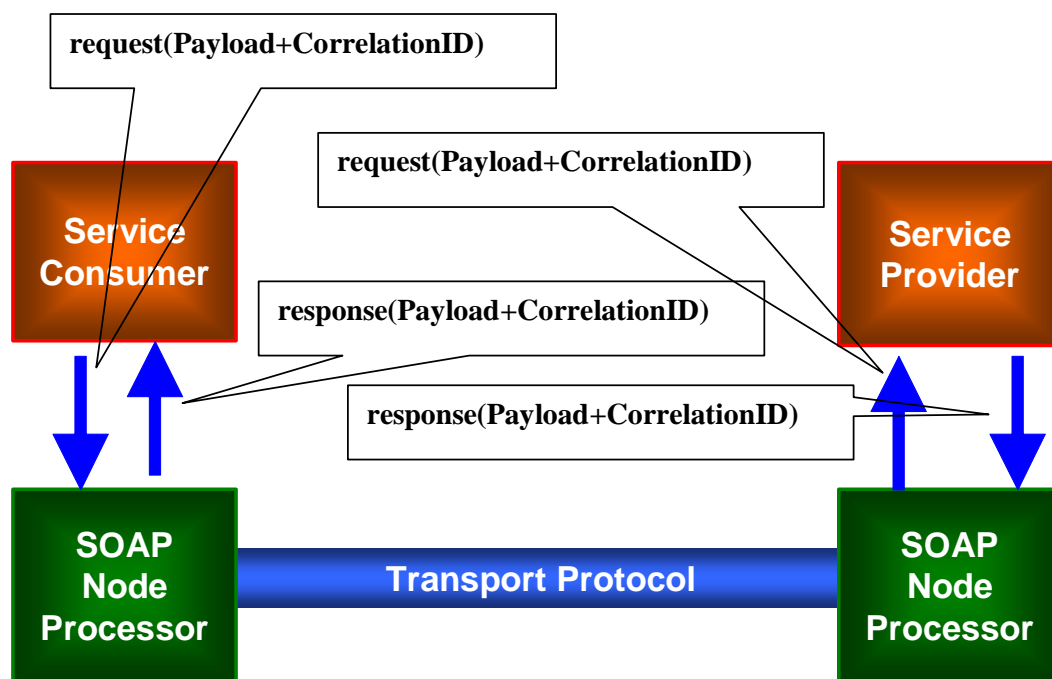 request(Payload+CorrelationID)
request(Payload+CorrelationID)
Service
Consumer
Service
Provider
response(Payload+CorrelationID)
response(Payload+CorrelationID)
SOAP
Node
Processor
Transport Protocol
SOAP
Node
Processor